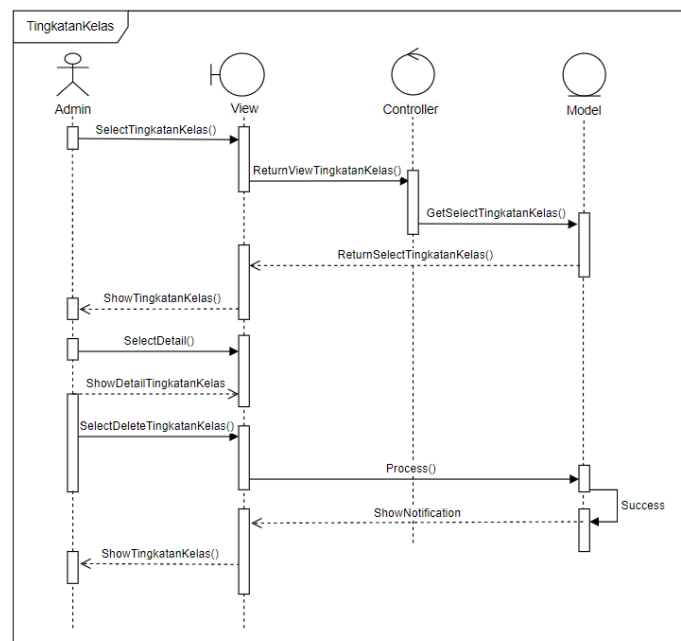 TingkatanKelas
Admin
View
Controller
Model
SelectTingkatanKelas()
ReturnViewTingkatanKelas()
GetSelectTingkatanKelas()
ReturnSelectTingkatanKelas()
ShowTingkatanKelas()
SelectDetail()
ShowDetailTingkatanKelas
SelectDeleteTingkatanKelas()
Process()
Success
ShowNotification
ShowTingkatanKelas()